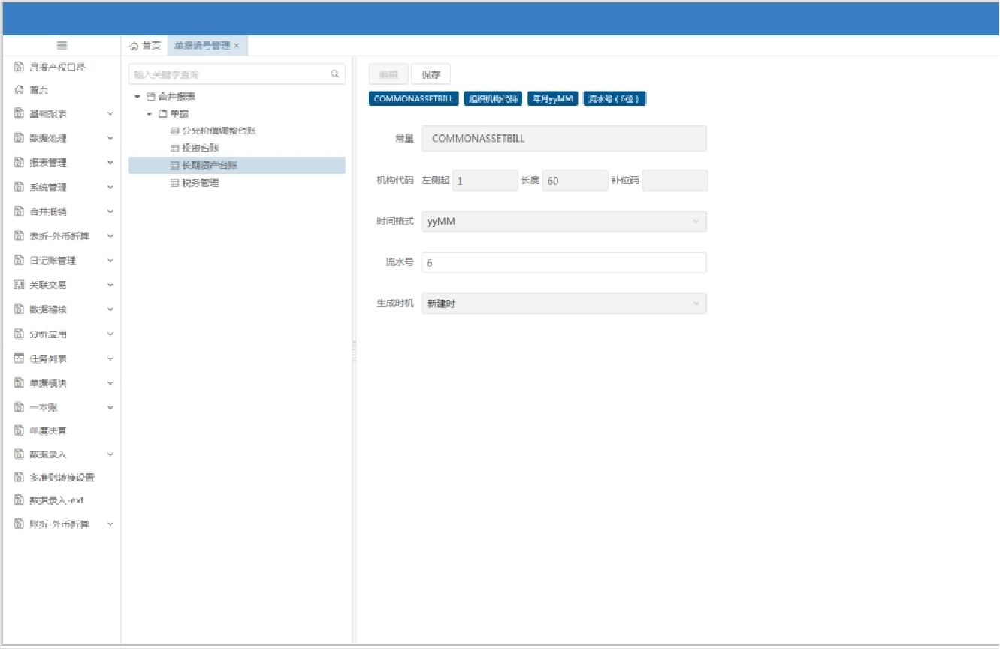 首页
单据编号管理 ×
月报产权口径
首页
基础报表
数据处理
报表管理
系统管理
合并抵销
表折-外币折算
日记账管理
关联交易
数据稽核
分析应用
任务列表
单据模块
一本账
年度决算
数据录入
多准则转换设置
数据录入-ext
账折-外币折算
输入关键字查询
合并报表
单据
公允价值调整台账
投资台账
长期资产台账
税务管理
编辑 保存
COMMONASSETBILL 组织机构代码 年月yyMM 流水号（6位）
常量 COMMONASSETBILL
机构代码 左侧起 1 长度 60 补位码
时间格式 yyMM
流水号 6
生成时机 新建时